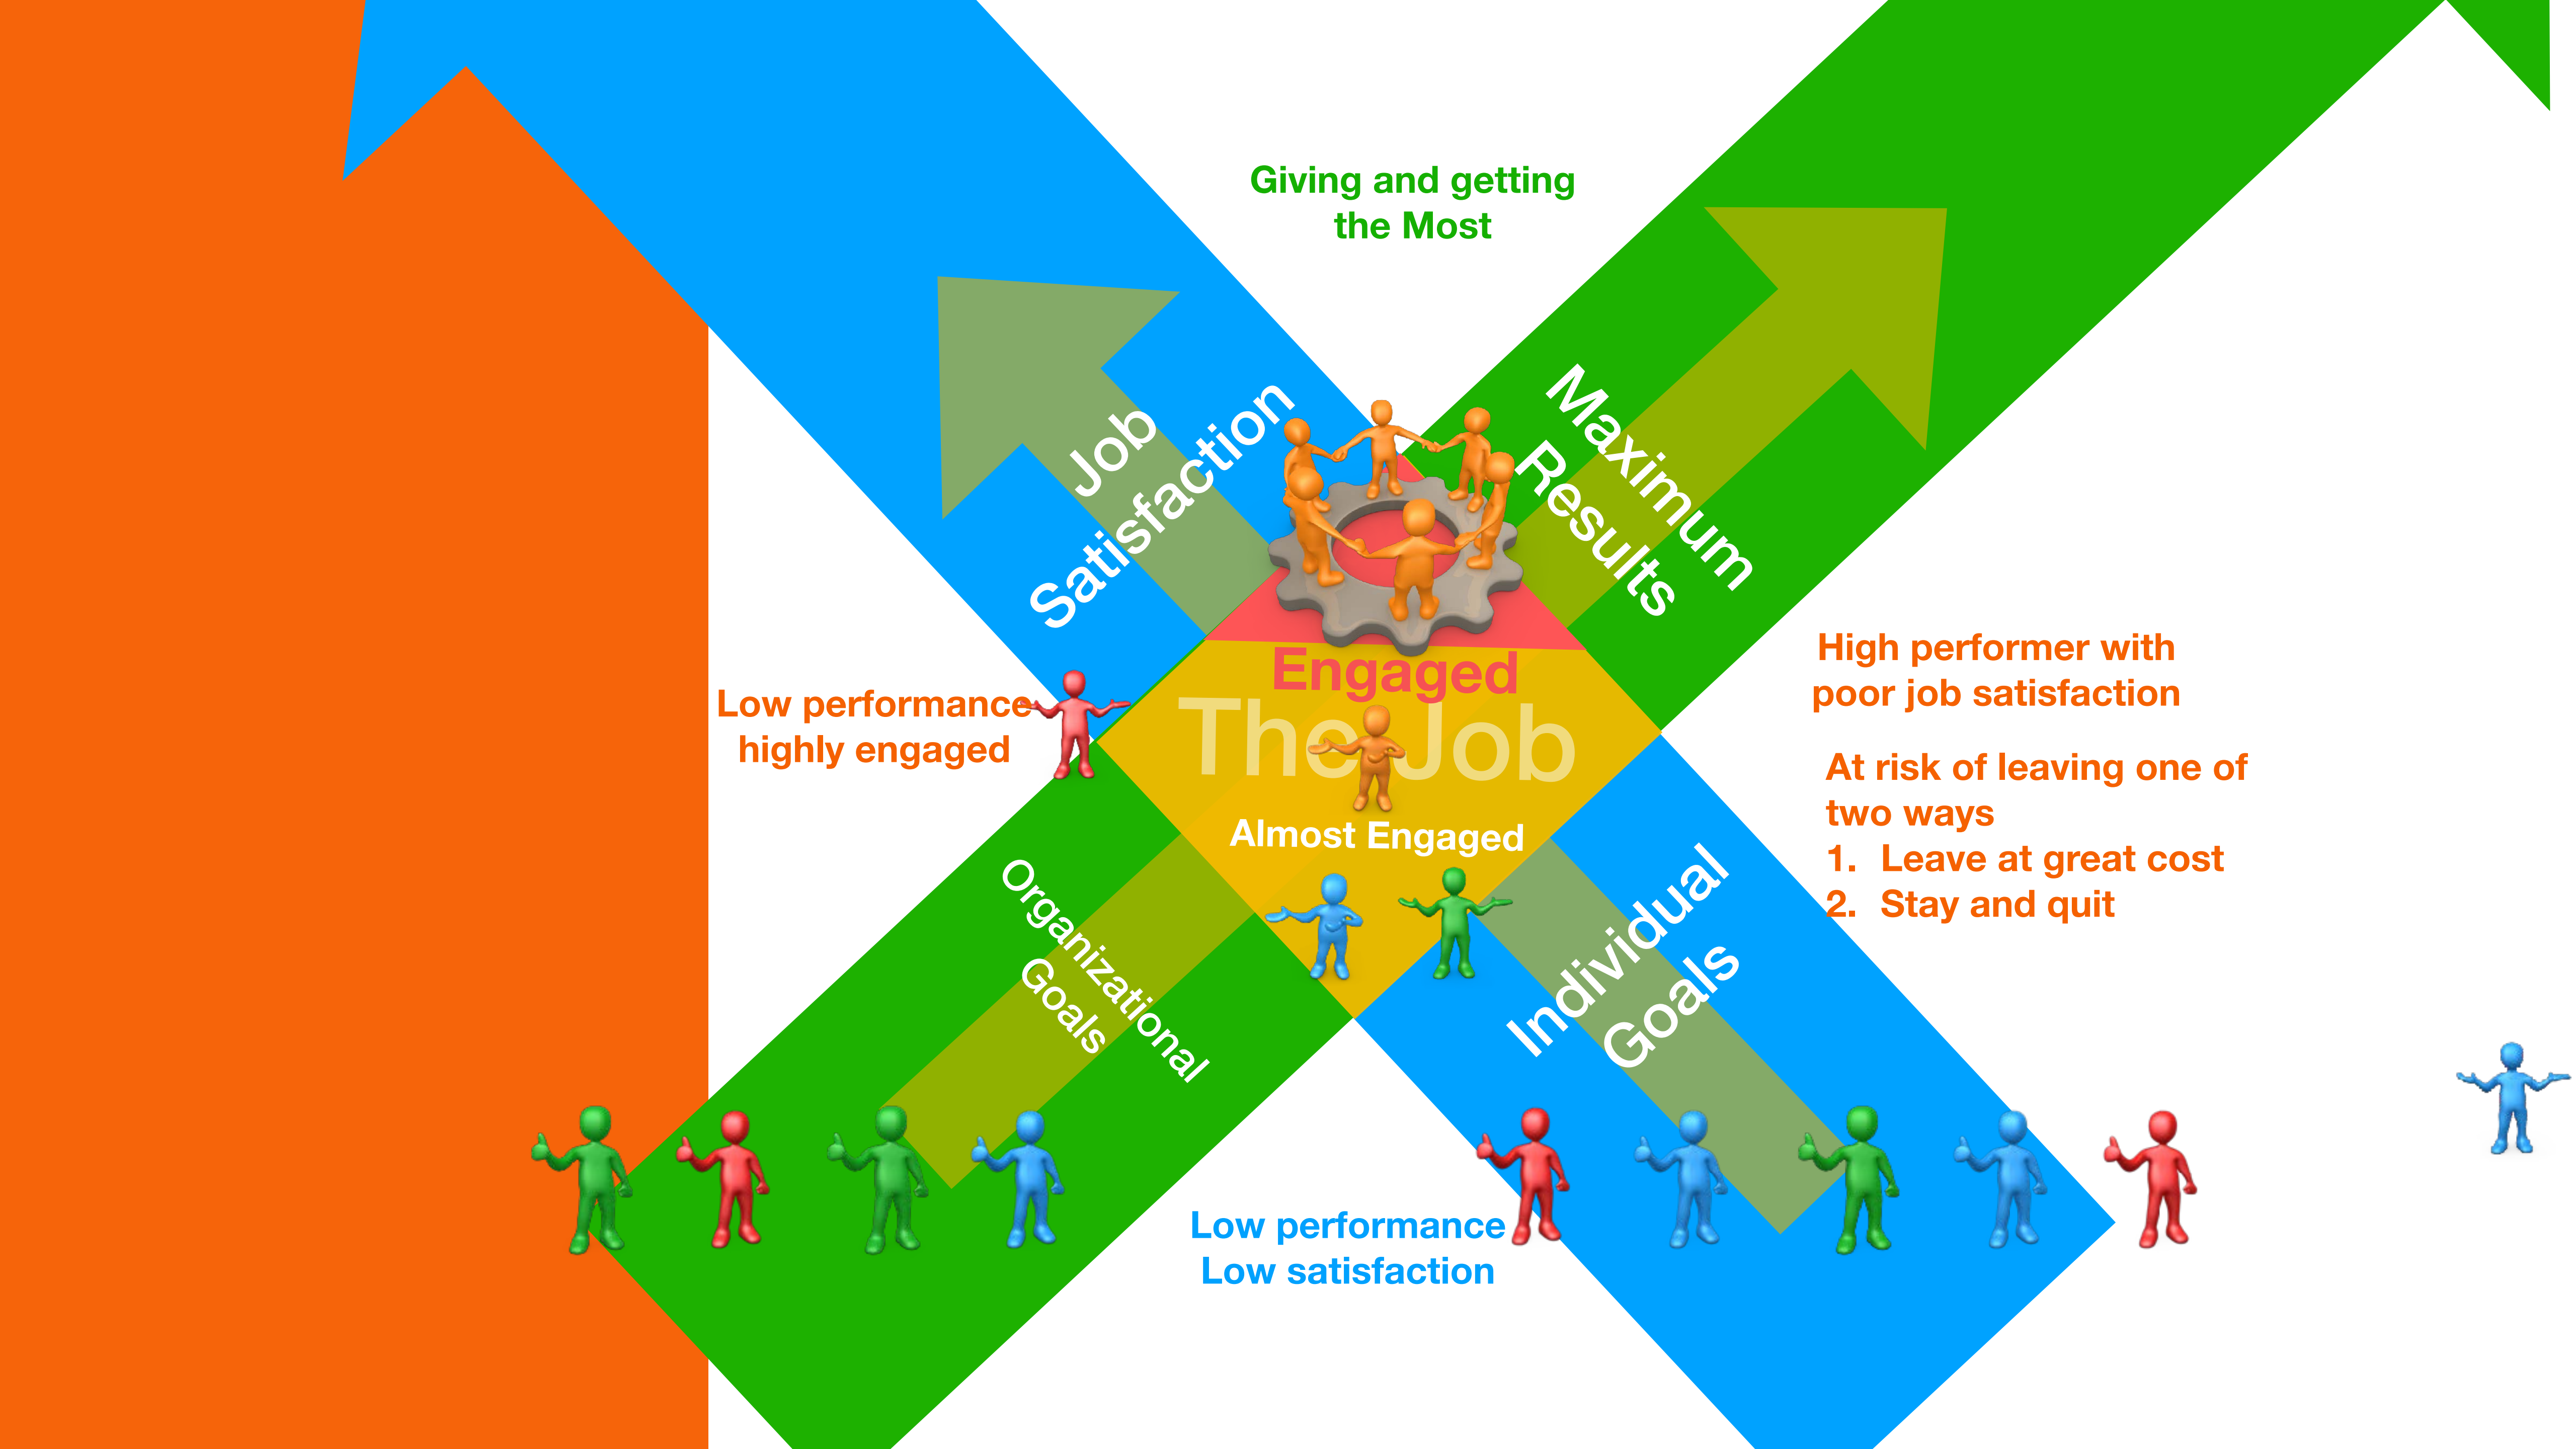 Giving and getting
the Most
Job
Satisfaction
Maximum
Results
Engaged
The Job
Almost Engaged
Low performance
highly engaged
High performer with
poor job satisfaction
At risk of leaving one of
two ways
1. Leave at great cost
2. Stay and quit
Organizational
Goals
Individual
Goals
Low performance
Low satisfaction